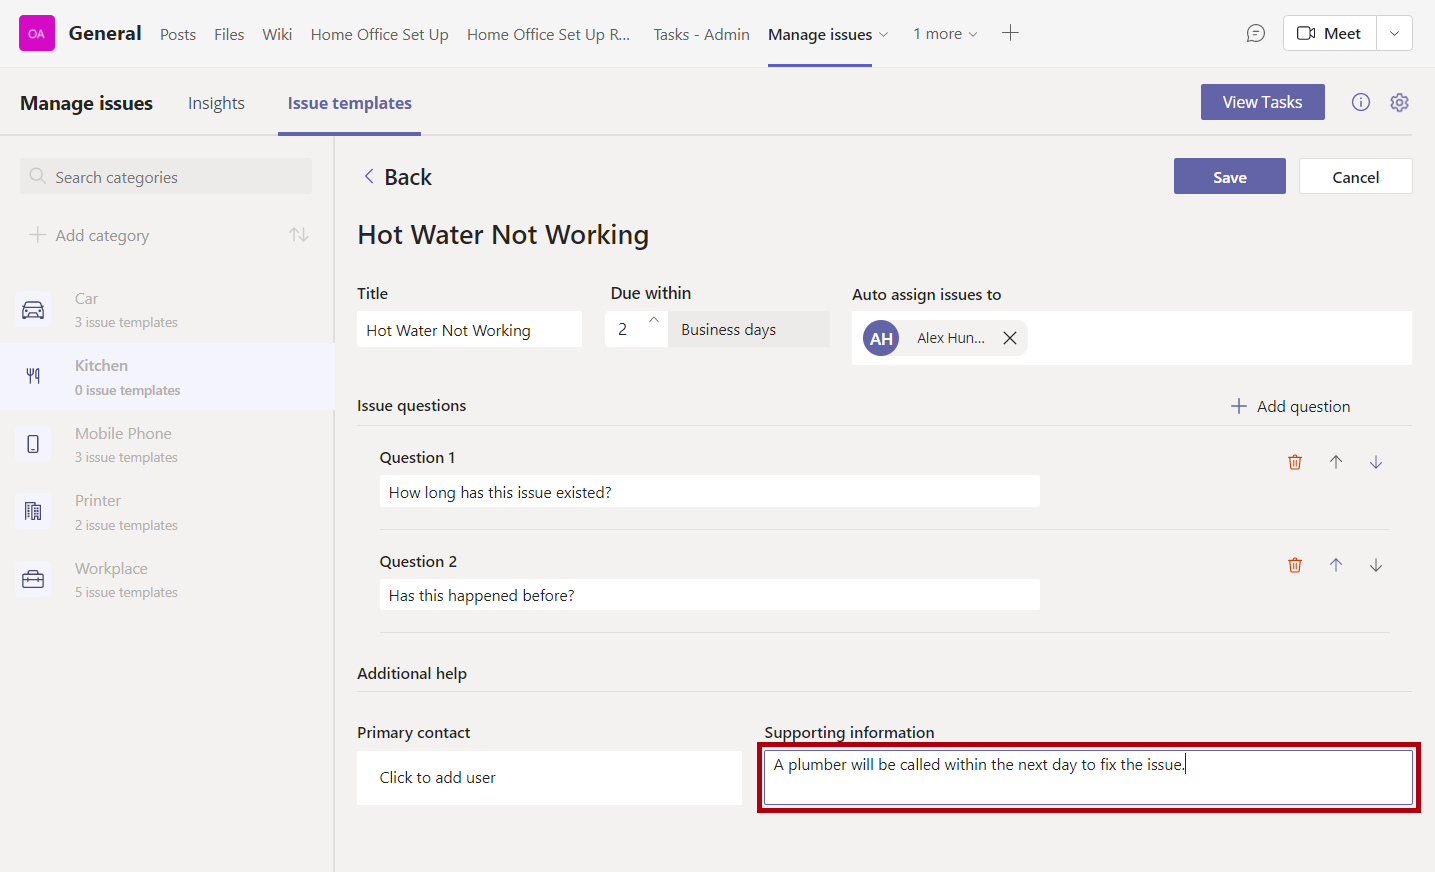 OA General Posts Files Wiki Home Office Set Up Home Office Set Up R... Tasks - Admin Manage issues 1 more Meet
Manage issues Insights Issue templates View Tasks
Search categories
Add category
Car
3 issue templates
Kitchen
0 issue templates
Mobile Phone
3 issue templates
Printer
2 issue templates
Workplace
5 issue templates
Back Save Cancel
Hot Water Not Working
Title Due within Auto assign issues to
Hot Water Not Working 2 Business days AH Alex Hun...
Issue questions Add question
Question 1
How long has this issue existed?
Question 2
Has this happened before?
Additional help
Primary contact Supporting information
Click to add user A plumber will be called within the next day to fix the issue.